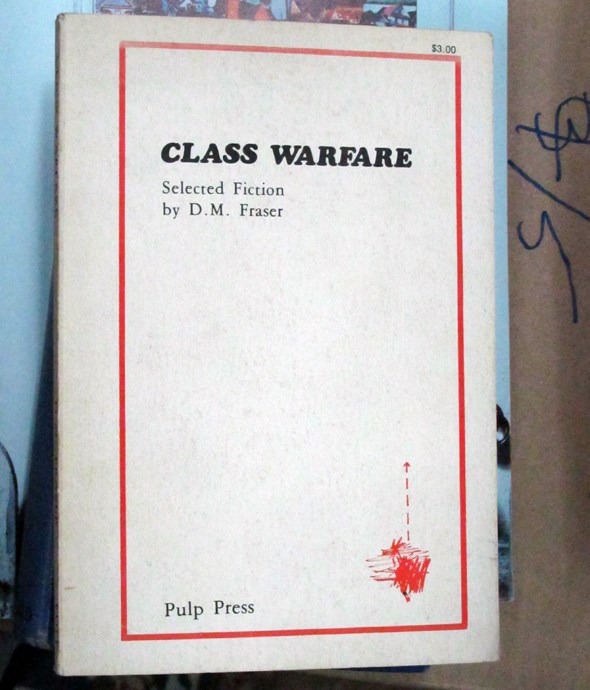 $3.00
CLASS WARFARE
Selected Fiction
by D.M. Fraser
Pulp Press